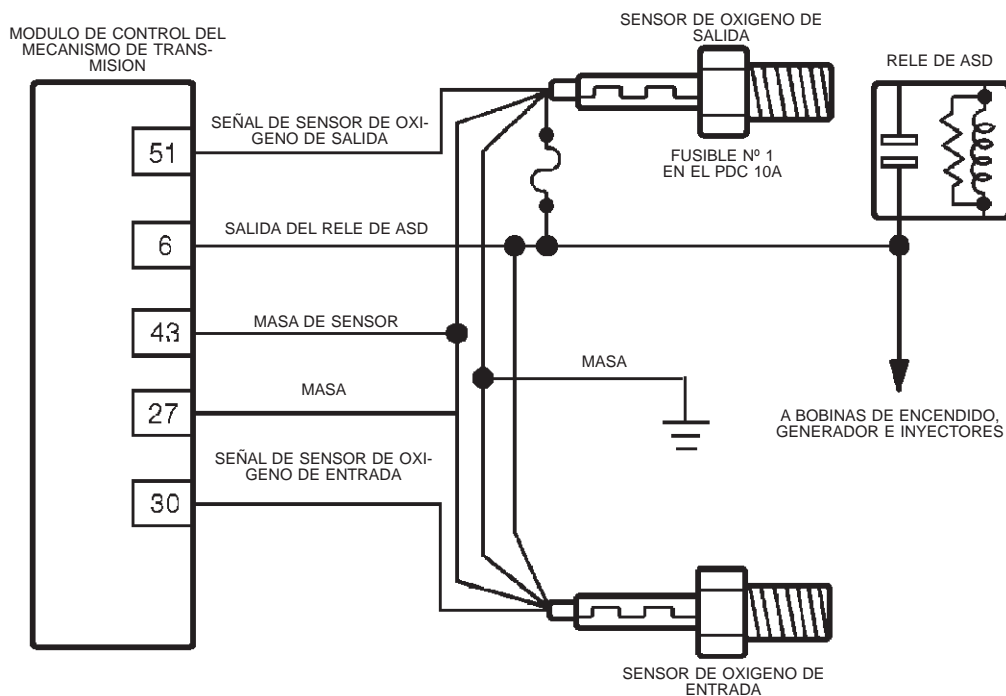 MODULO DE CONTROL DEL
MECANISMO DE TRANS-
MISION
SENSOR DE OXIGENO DE
SALIDA
RELE DE ASD
51
SEÑAL DE SENSOR DE OXI-
GENO DE SALIDA
FUSIBLE Nº 1
EN EL PDC 10A
6
SALIDA DEL RELE DE ASD
43
MASA DE SENSOR
27
MASA
MASA
A BOBINAS DE ENCENDIDO,
GENERADOR E INYECTORES
30
SEÑAL DE SENSOR DE OXI-
GENO DE ENTRADA
SENSOR DE OXIGENO DE
ENTRADA